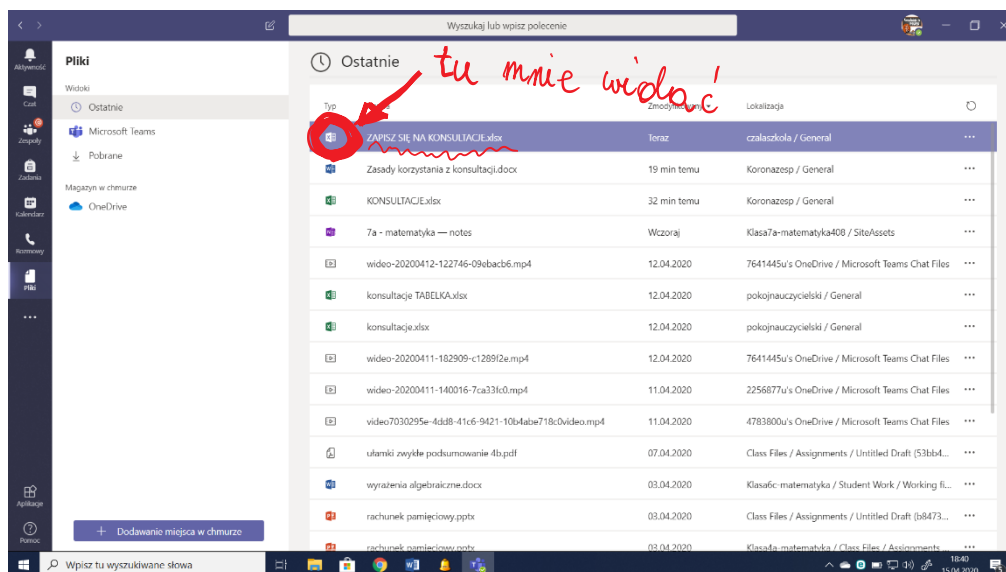 Wyszukaj lub wpisz polecenie
Aktywność
Czat
Zespoły
Zadania
Kalendarz
Rozmowy
Pliki
Aplikacje
Pomoc
Pliki
Widoki
Ostatnie
Microsoft Teams
Pobrane
Magazyn w chmurze
OneDrive
Dodawanie miejsca w chmurze
Ostatnie
tu mnie widać
Typ Zmodyfikowany Lokalizacja
ZAPISZ SIĘ NA KONSULTACJE.xlsx Teraz czalaszkola / General
Zasady korzystania z konsultacji.docx 19 min temu Koronazesp / General
KONSULTACJE.xlsx 32 min temu Koronazesp / General
7a - matematyka — notes Wczoraj Klasa7a-matematyka408 / SiteAssets
wideo-20200412-122746-09ebacb6.mp4 12.04.2020 7641445u's OneDrive / Microsoft Teams Chat Files
konsultacje TABELKA.xlsx 12.04.2020 pokojnauczycielski / General
konsultacje.xlsx 12.04.2020 pokojnauczycielski / General
wideo-20200411-182909-c1289f2e.mp4 12.04.2020 7641445u's OneDrive / Microsoft Teams Chat Files
wideo-20200411-140016-7ca33fc0.mp4 11.04.2020 2256877u's OneDrive / Microsoft Teams Chat Files
video7030295e-4dd8-41c6-9421-10b4abe718c0video.mp4 11.04.2020 4783800u's OneDrive / Microsoft Teams Chat Files
ułamki zwykłe podsumowanie 4b.pdf 07.04.2020 Class Files / Assignments / Untitled Draft (53bb4...
wyrażenia algebraiczne.docx 03.04.2020 Klasa6c-matematyka / Student Work / Working fi...
rachunek pamięciowy.pptx 03.04.2020 Class Files / Assignments / Untitled Draft (b8473...
rachunek pamięciowy.pptx 03.04.2020 Klasa4a-matematyka / Class Files / Assignments ...
Wpisz tu wyszukiwane słowa
18:40
15.04.2020